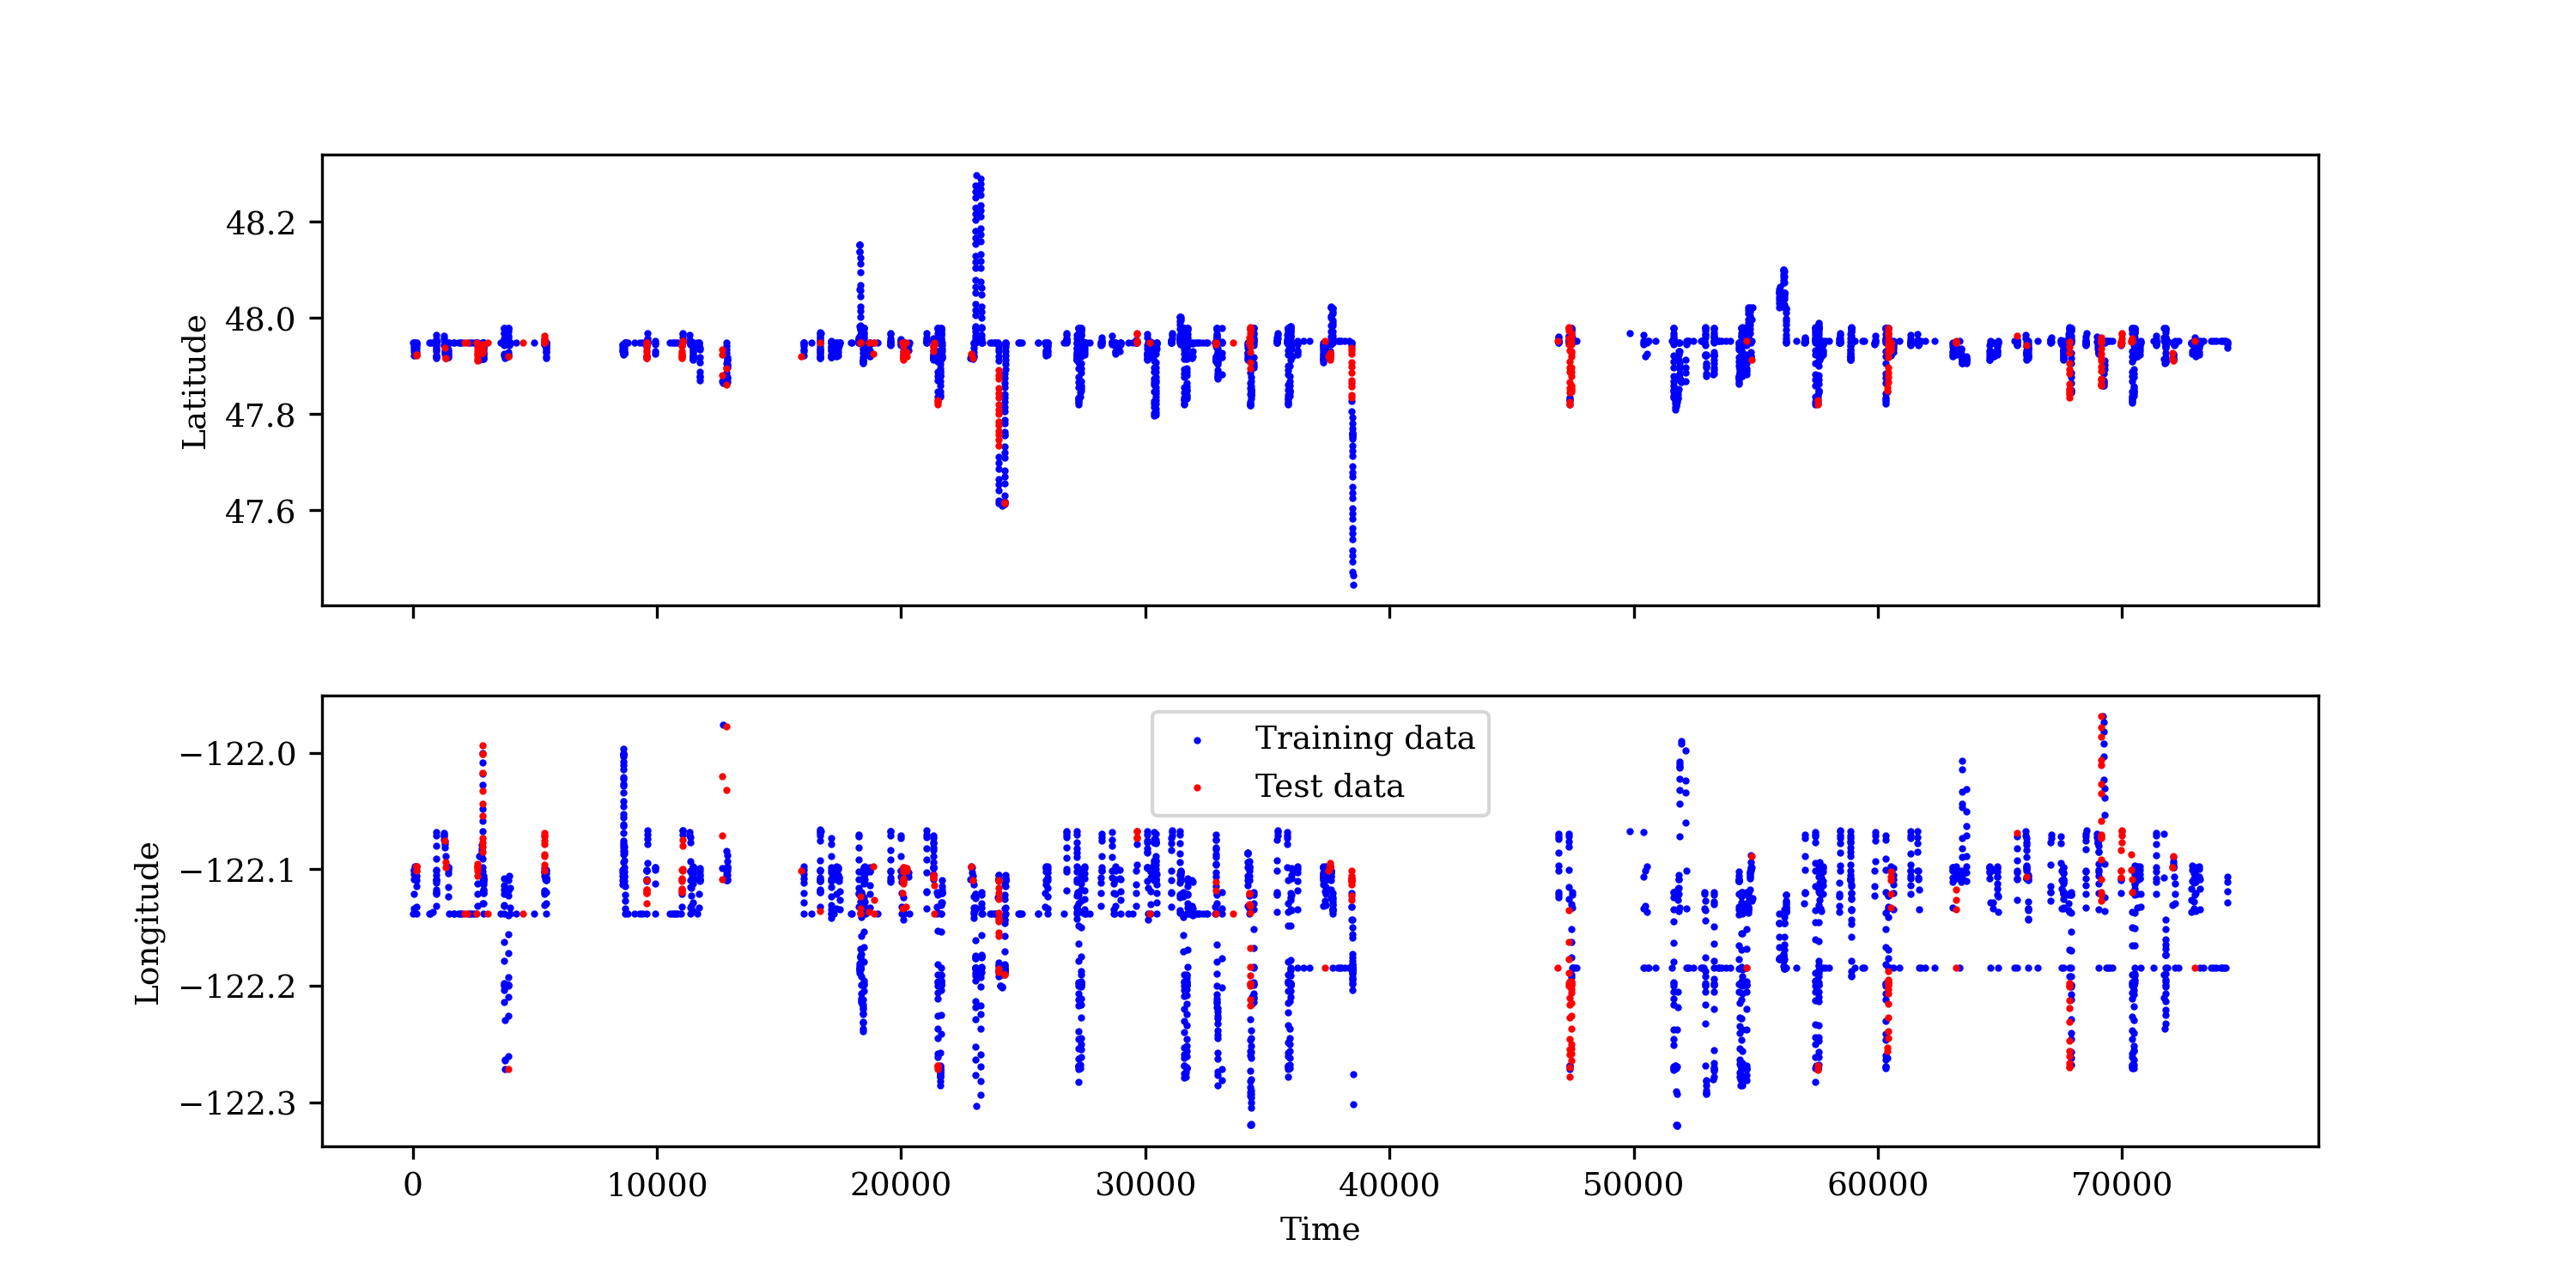 48.2
48.0
47.8
47.6
Latitude
−122.0
−122.1
−122.2
−122.3
Longitude
Training data
Test data
0 10000 20000 30000 40000 50000 60000 70000
Time